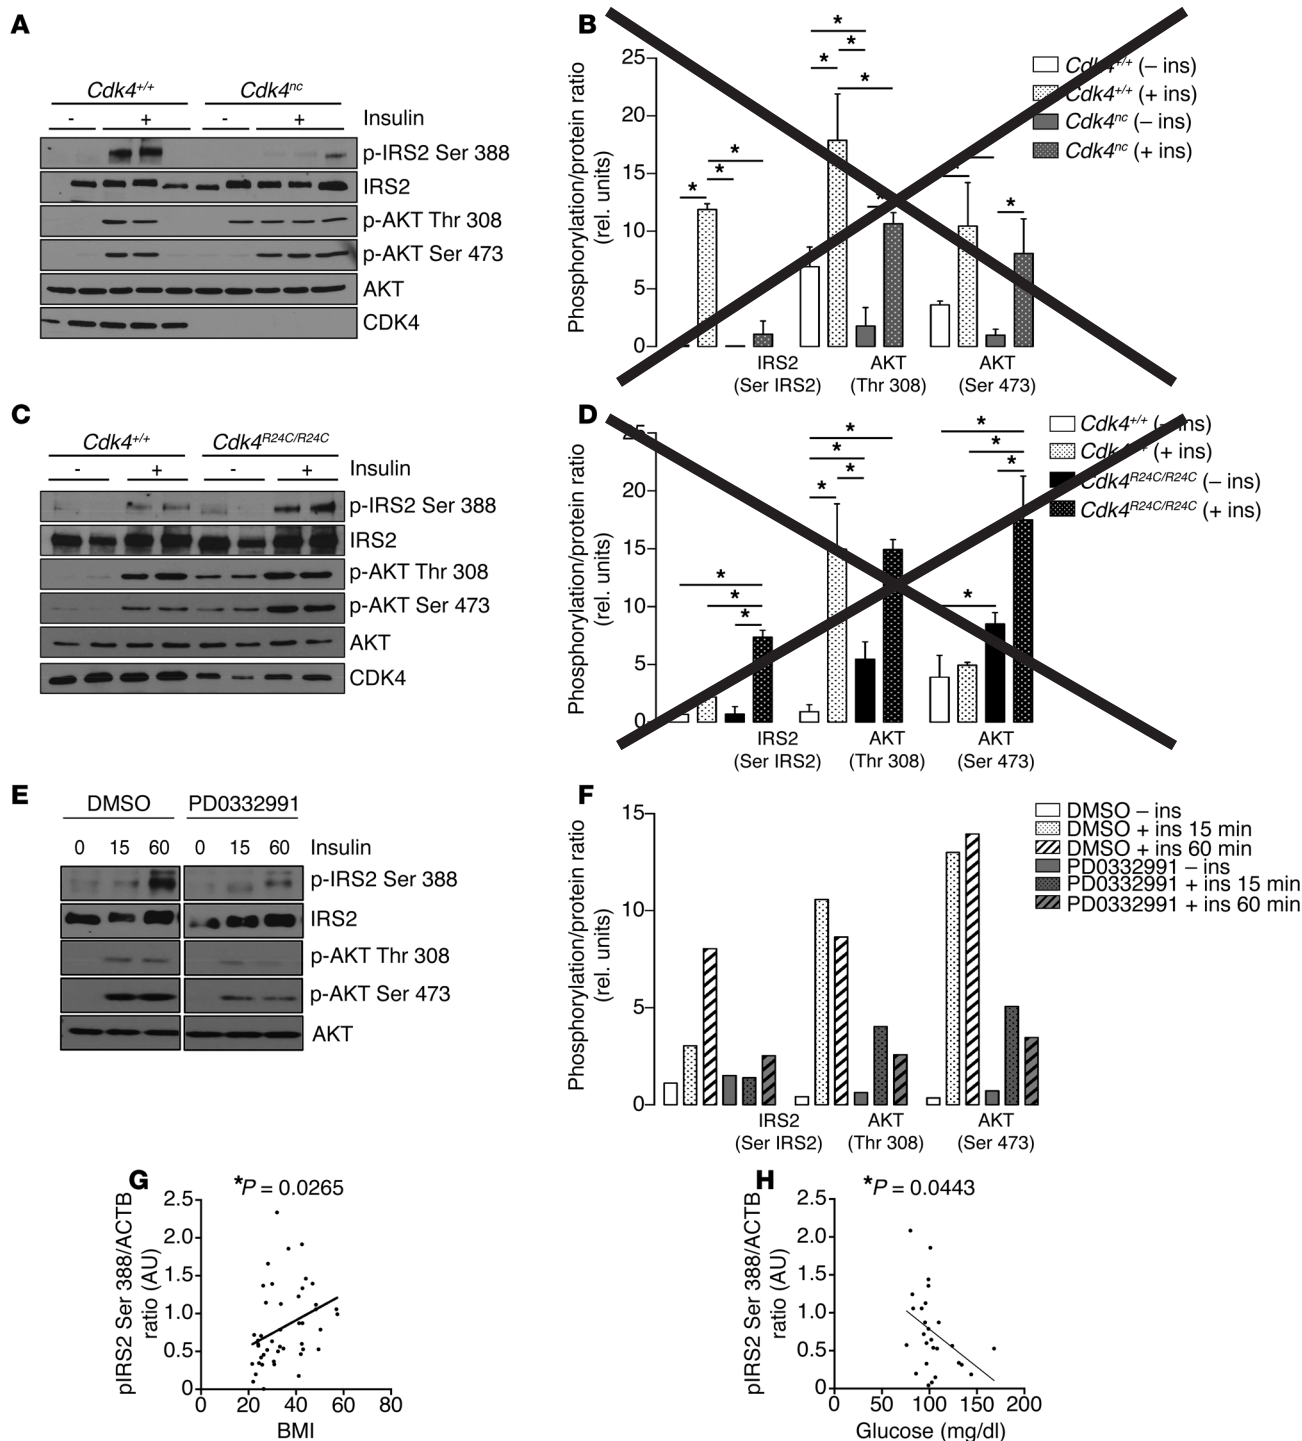 A
Cdk4+/+ Cdk4nc
- + - + Insulin
p-IRS2 Ser 388
IRS2
p-AKT Thr 308
p-AKT Ser 473
AKT
CDK4
B
Phosphorylation/protein ratio
(rel. units)
25
20
15
10
5
0
* * * * * * * *
IRS2
(Ser IRS2)
AKT
(Thr 308)
AKT
(Ser 473)
Cdk4+/+ (– ins)
Cdk4+/+ (+ ins)
Cdk4nc (– ins)
Cdk4nc (+ ins)
C
Cdk4+/+ Cdk4R24C/R24C
- + - + Insulin
p-IRS2 Ser 388
IRS2
p-AKT Thr 308
p-AKT Ser 473
AKT
CDK4
D
Phosphorylation/protein ratio
(rel. units)
25
20
15
10
5
0
* * * * * * * * * * * *
IRS2
(Ser IRS2)
AKT
(Thr 308)
AKT
(Ser 473)
Cdk4+/+ (– ins)
(+ ins)
Cdk4R24C/R24C (– ins)
Cdk4R24C/R24C (+ ins)
E
DMSO PD0332991
0 15 60 0 15 60 Insulin
p-IRS2 Ser 388
IRS2
p-AKT Thr 308
p-AKT Ser 473
AKT
F
Phosphorylation/protein ratio
(rel. units)
15
10
5
0
IRS2
(Ser IRS2)
AKT
(Thr 308)
AKT
(Ser 473)
DMSO – ins
DMSO + ins 15 min
DMSO + ins 60 min
PD0332991 – ins
PD0332991 + ins 15 min
PD0332991 + ins 60 min
G
*P = 0.0265
pIRS2 Ser 388/ACTB
ratio (AU)
2.5
2.0
1.5
1.0
0.5
0
0 20 40 60 80
BMI
H
*P = 0.0443
pIRS2 Ser 388/ACTB
ratio (AU)
2.5
2.0
1.5
1.0
0.5
0
0 50 100 150 200
Glucose (mg/dl)